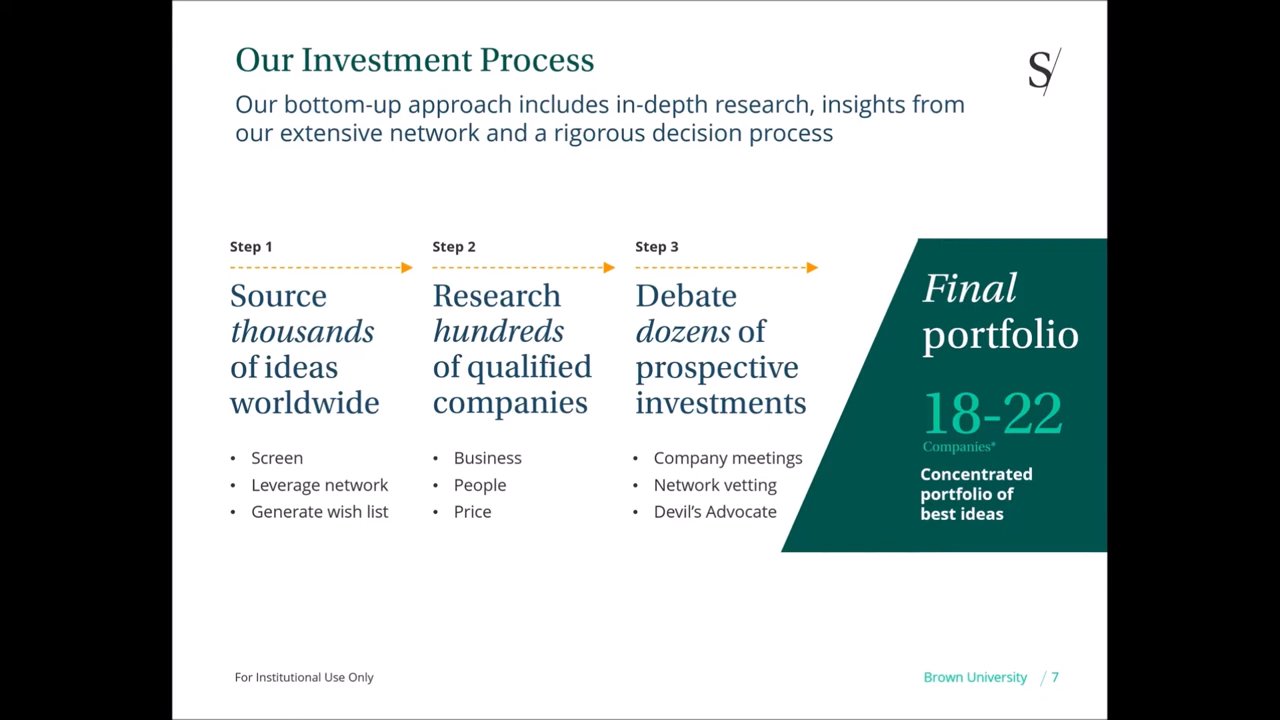 Our Investment Process
S/
Our bottom-up approach includes in-depth research, insights from
our extensive network and a rigorous decision process
Step 1
Source
thousands
of ideas
worldwide
• Screen
• Leverage network
• Generate wish list
Step 2
Research
hundreds
of qualified
companies
• Business
• People
• Price
Step 3
Debate
dozens of
prospective
investments
• Company meetings
• Network vetting
• Devil’s Advocate
Final
portfolio
18-22
Companies*
Concentrated
portfolio of
best ideas
For Institutional Use Only
Brown University / 7